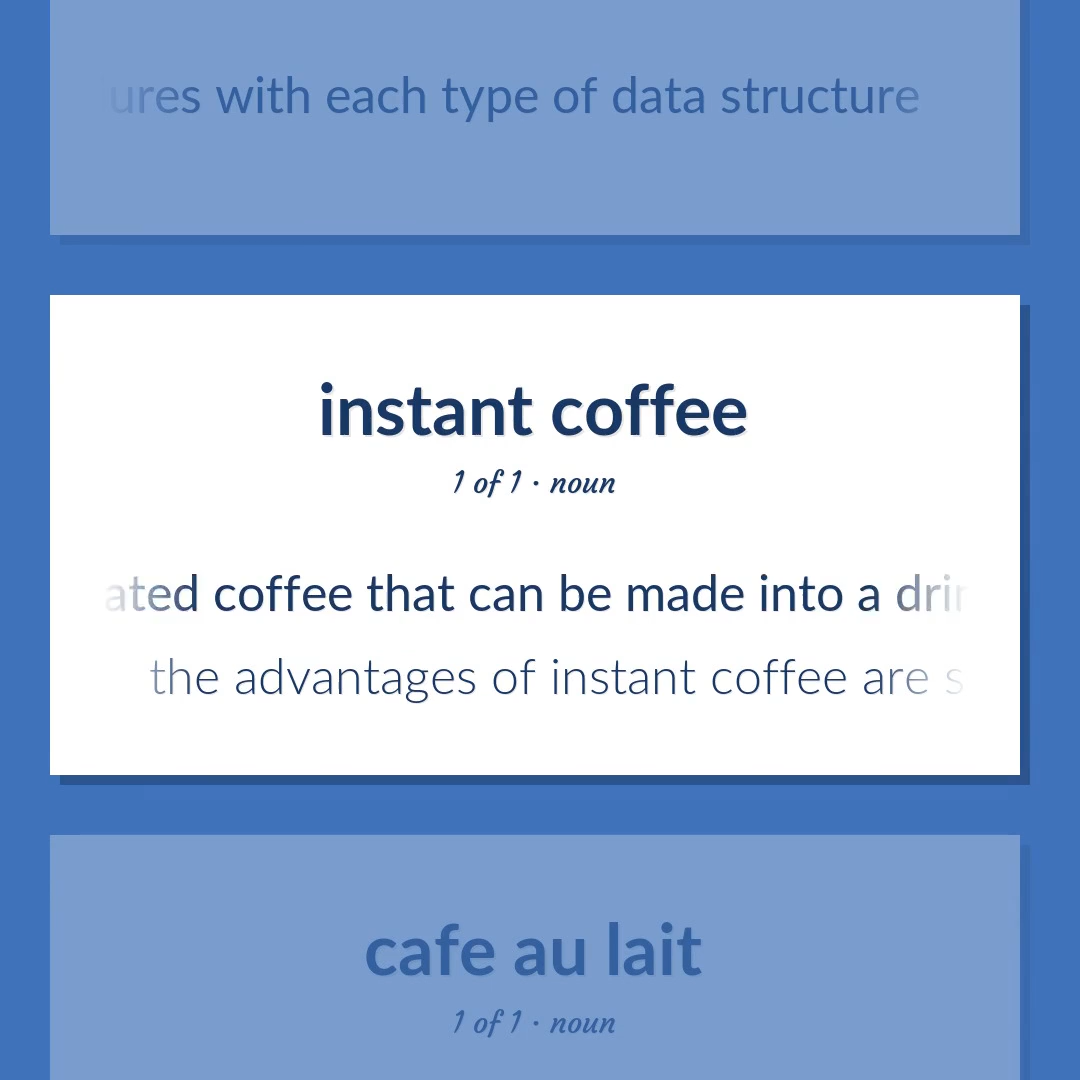 ures with each type of data structure
instant coffee
1 of 1 · noun
ated coffee that can be made into a drin
the advantages of instant coffee are s
cafe au lait
1 of 1 · noun